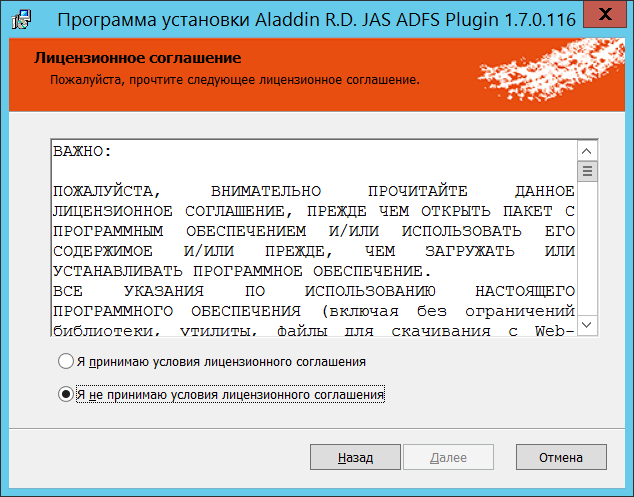 Программа установки Aladdin R.D. JAS ADFS Plugin 1.7.0.116
Лицензионное соглашение
Пожалуйста, прочтите следующее лицензионное соглашение.
ВАЖНО:
ПОЖАЛУЙСТА, ВНИМАТЕЛЬНО ПРОЧИТАЙТЕ ДАННОЕ
ЛИЦЕНЗИОННОЕ СОГЛАШЕНИЕ, ПРЕЖДЕ ЧЕМ ОТКРЫТЬ ПАКЕТ С
ПРОГРАММНЫМ ОБЕСПЕЧЕНИЕМ И/ИЛИ ИСПОЛЬЗОВАТЬ ЕГО
СОДЕРЖИМОЕ И/ИЛИ ПРЕЖДЕ, ЧЕМ ЗАГРУЖАТЬ ИЛИ
УСТАНАВЛИВАТЬ ПРОГРАММНОЕ ОБЕСПЕЧЕНИЕ.
ВСЕ УКАЗАНИЯ ПО ИСПОЛЬЗОВАНИЮ НАСТОЯЩЕГО
ПРОГРАММНОГО ОБЕСПЕЧЕНИЯ (включая без ограничений
библиотеки, утилиты, файлы для скачивания с Web-
Я принимаю условия лицензионного соглашения
Я не принимаю условия лицензионного соглашения
Назад Далее Отмена